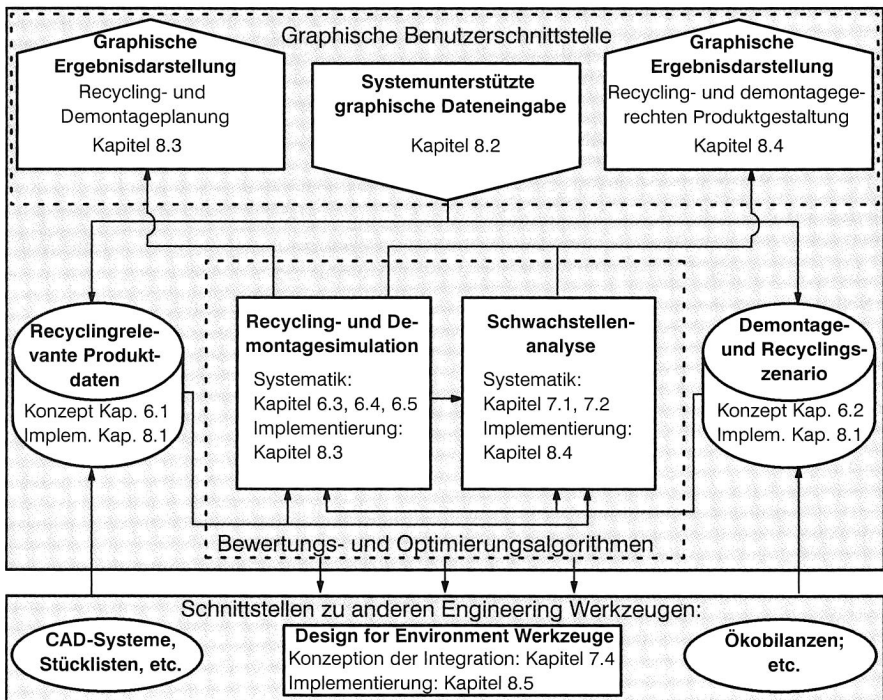 Graphische Benutzerschnittstelle
Graphische
Ergebnisdarstellung
Recycling- und
Demontageplanung
Kapitel 8.3
Systemunterstützte
graphische Dateneingabe
Kapitel 8.2
Graphische
Ergebnisdarstellung
Recycling- und demontagege-
rechten Produktgestaltung
Kapitel 8.4
Recyclingrele-
vante Produkt-
daten
Konzept Kap. 6.1
Implem. Kap. 8.1
Recycling- und De-
montagesimulation
Systematik:
Kapitel 6.3, 6.4, 6.5
Implementierung:
Kapitel 8.3
Schwachstellen-
analyse
Systematik:
Kapitel 7.1, 7.2
Implementierung:
Kapitel 8.4
Demontage-
und Recyclings-
zenario
Konzept Kap. 6.2
Implem. Kap. 8.1
Bewertungs- und Optimierungsalgorithmen
Schnittstellen zu anderen Engineering Werkzeugen:
CAD-Systeme,
Stücklisten, etc.
Design for Environment Werkzeuge
Konzeption der Integration: Kapitel 7.4
Implementierung: Kapitel 8.5
Ökobilanzen;
etc.